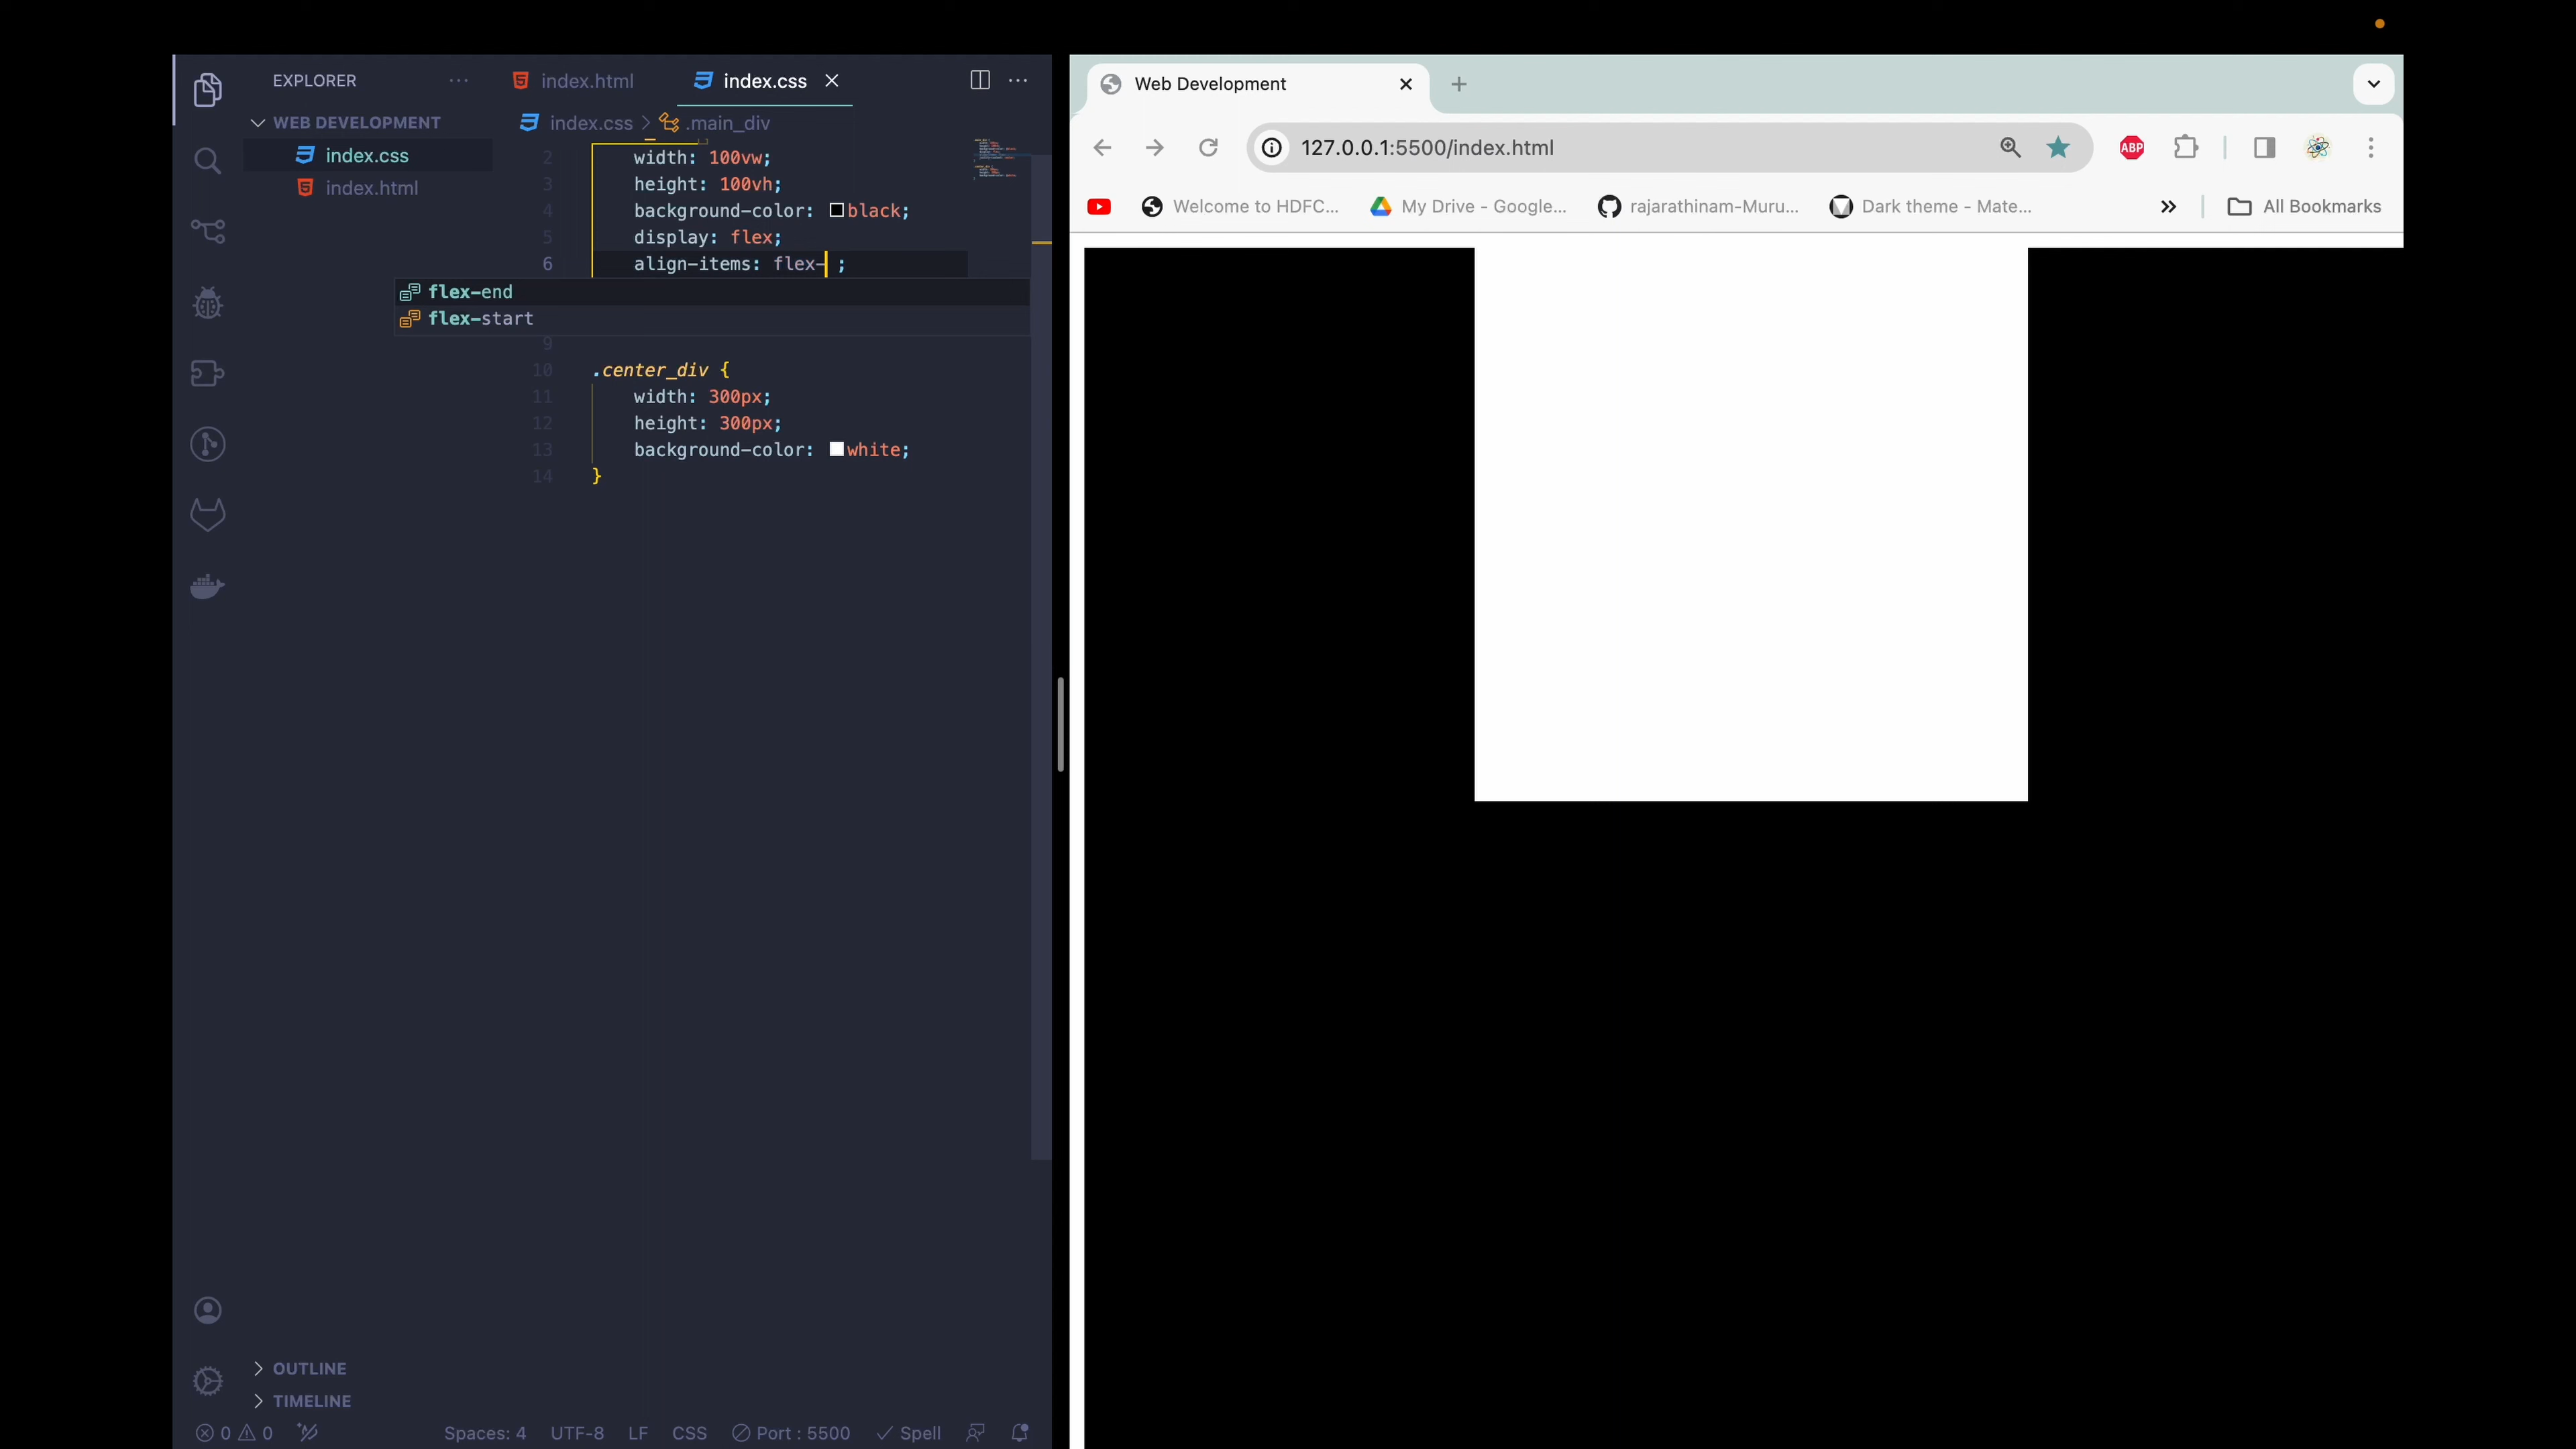 EXPLORER
WEB DEVELOPMENT
index.css
index.html
OUTLINE
TIMELINE
index.html
index.css
index.css > .main_div
2 width: 100vw;
3 height: 100vh;
4 background-color: black;
5 display: flex;
6 align-items: flex- ;
flex-end
flex-start
9
10 .center_div {
11 width: 300px;
12 height: 300px;
13 background-color: white;
14 }
0 0 Spaces: 4 UTF-8 LF CSS Port : 5500 Spell
Web Development
127.0.0.1:5500/index.html
ABP
Welcome to HDFC... My Drive - Google... rajarathinam-Muru... Dark theme - Mate... All Bookmarks